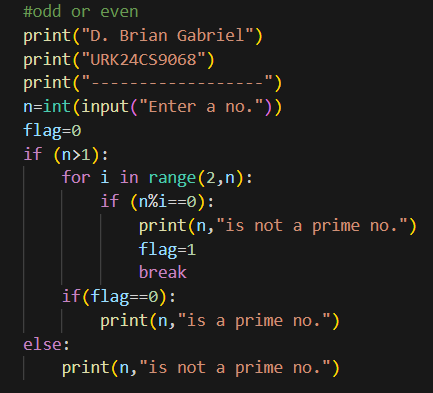 #odd or even
print("D. Brian Gabriel")
print("URK24CS9068")
print("------------------")
n=int(input("Enter a no."))
flag=0
if (n>1):
    for i in range(2,n):
        if (n%i==0):
            print(n,"is not a prime no.")
            flag=1
            break
    if(flag==0):
        print(n,"is a prime no.")
else:
    print(n,"is not a prime no.")